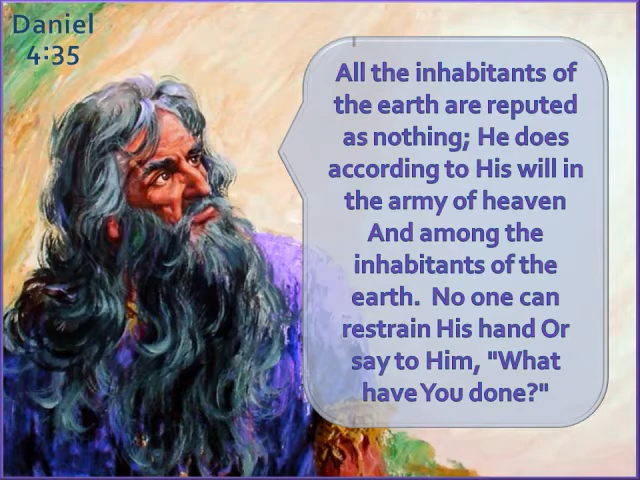 Daniel
4:35
All the inhabitants of
the earth are reputed
as nothing; He does
according to His will in
the army of heaven
And among the
inhabitants of the
earth. No one can
restrain His hand Or
say to Him, "What
have You done?"